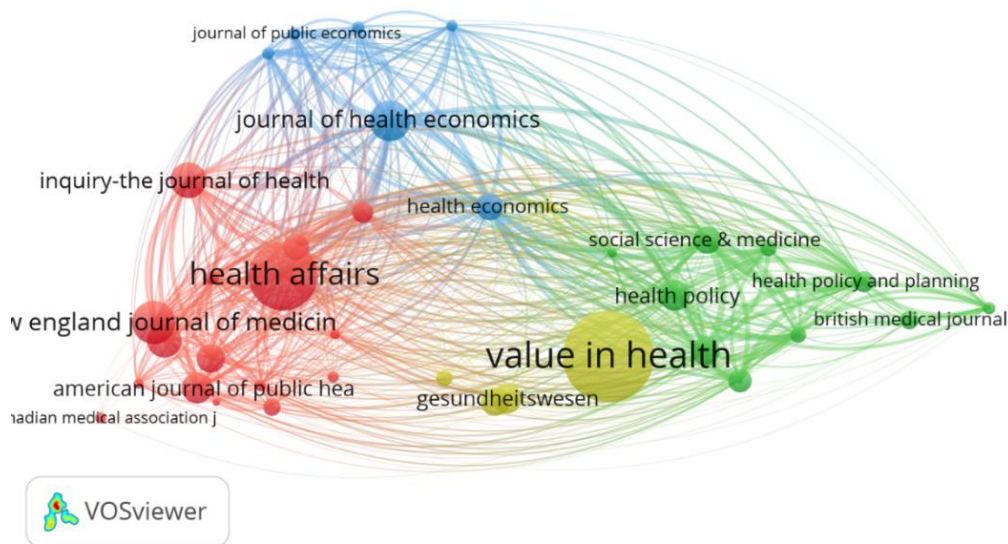 journal of public economics
journal of health economics
inquiry-the journal of health
health economics
social science & medicine
health affairs
health policy and planning
health policy
w england journal of medicin
british medical journal
value in health
american journal of public hea
gesundheitswesen
nadian medical association j
VOSviewer